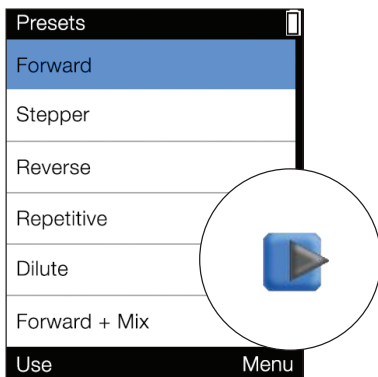 Presets
Forward
Stepper
Reverse
Repetitive
Dilute
Forward + Mix
Use Menu